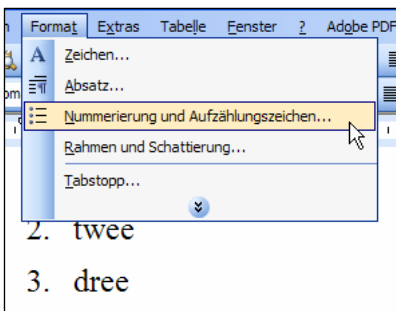 Format Extras Tabelle Fenster ? Adobe PDF
A Zeichen...
Absatz...
Nummerierung und Aufzählungszeichen...
Rahmen und Schattierung...
Tabstopp...
2. twee
3. dree